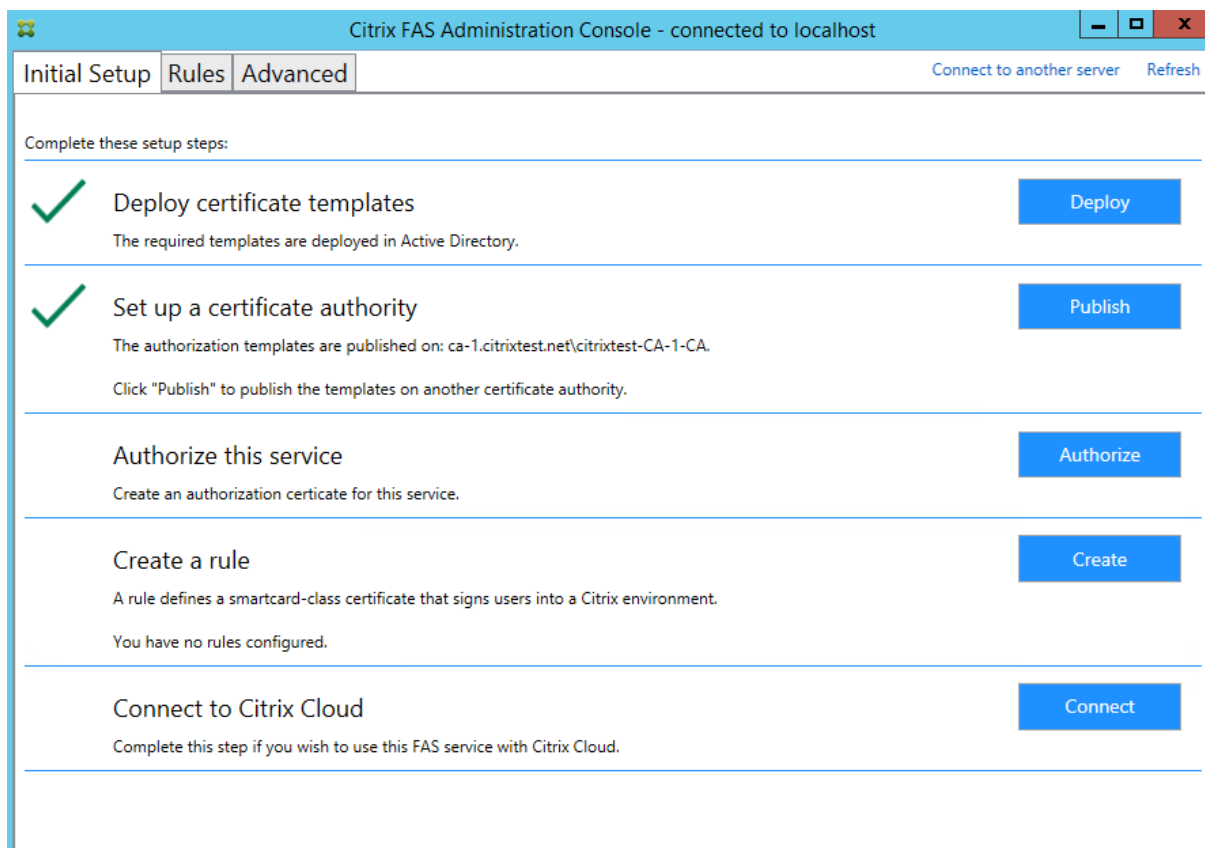 Citrix FAS Administration Console - connected to localhost
Initial Setup Rules Advanced Connect to another server Refresh
Complete these setup steps:
Deploy certificate templates Deploy
The required templates are deployed in Active Directory.
Set up a certificate authority Publish
The authorization templates are published on: ca-1.citrixtest.net\citrixtest-CA-1-CA.
Click "Publish" to publish the templates on another certificate authority.
Authorize this service Authorize
Create an authorization certicate for this service.
Create a rule Create
A rule defines a smartcard-class certificate that signs users into a Citrix environment.
You have no rules configured.
Connect to Citrix Cloud Connect
Complete this step if you wish to use this FAS service with Citrix Cloud.